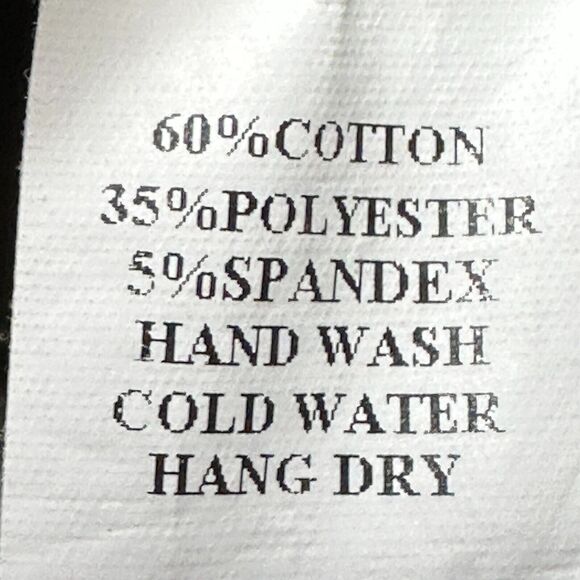 60%COTTON
35%POLYESTER
5%SPANDEX
HAND WASH
COLD WATER
HANG DRY